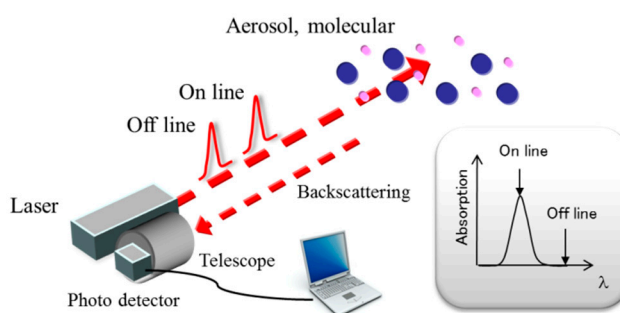 Aerosol, molecular
On line
Off line
Backscattering
Laser
Telescope
Photo detector
On line
Off line
Absorption
λ